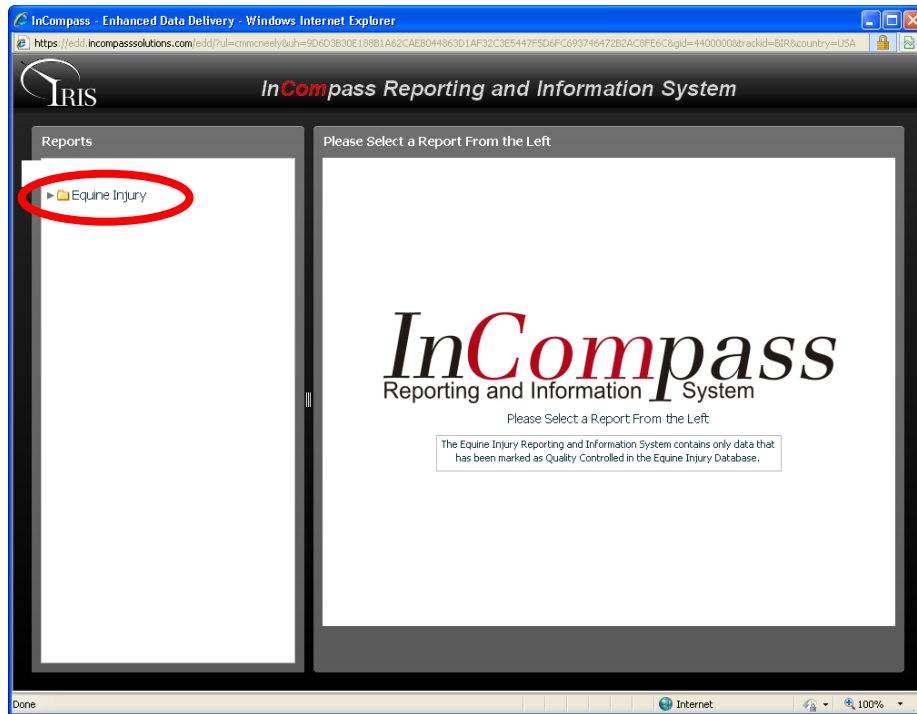 InCompass - Enhanced Data Delivery - Windows Internet Explorer
https://edd.incompasssolutions.com/edd/?ul=cmmcneely&uh=9D6D3B30E188B1A62CAEB044863D1AF32C3E5447F5D6FC693746472B2AC8FE6C&gid=4400000&trackid=BIR&country=USA
IRIS
InCompass Reporting and Information System
Reports
Please Select a Report From the Left
Equine Injury
InCompass
Reporting and Information System
Please Select a Report From the Left
The Equine Injury Reporting and Information System contains only data that
has been marked as Quality Controlled in the Equine Injury Database.
Done
Internet
100%